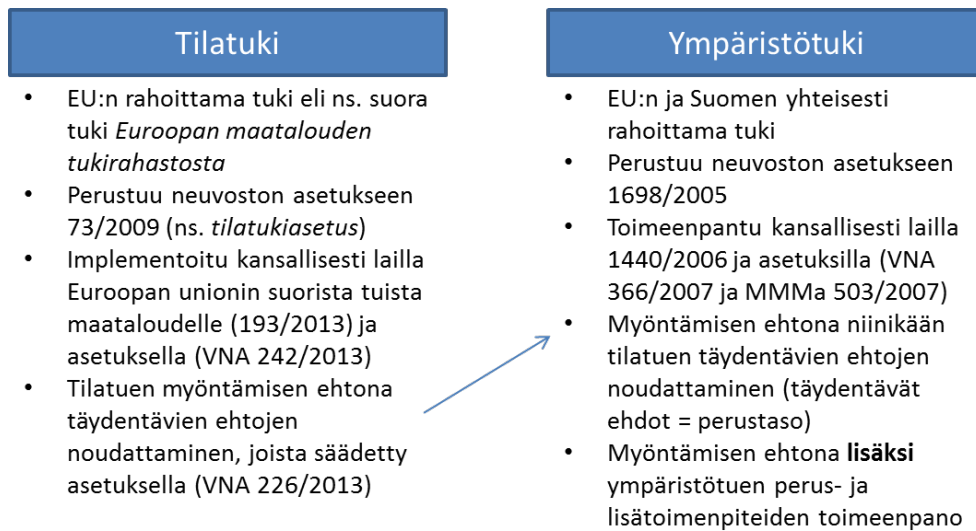 Tilatuki
• EU:n rahoittama tuki eli ns. suora
tuki Euroopan maatalouden
tukirahastosta
• Perustuu neuvoston asetukseen
73/2009 (ns. tilatukiasetus)
• Implementoitu kansallisesti lailla
Euroopan unionin suorista tuista
maataloudelle (193/2013) ja
asetuksella (VNA 242/2013)
• Tilatuen myöntämisen ehtona
täydentävien ehtojen
noudattaminen, joista säädetty
asetuksella (VNA 226/2013)
Ympäristötuki
• EU:n ja Suomen yhteisesti
rahoittama tuki
• Perustuu neuvoston asetukseen
1698/2005
• Toimeenpantu kansallisesti lailla
1440/2006 ja asetuksilla (VNA
366/2007 ja MMMa 503/2007)
• Myöntämisen ehtona niinikään
tilatuen täydentävien ehtojen
noudattaminen (täydentävät
ehdot = perustaso)
• Myöntämisen ehtona lisäksi
ympäristötuen perus- ja
lisätoimenpiteiden toimeenpano